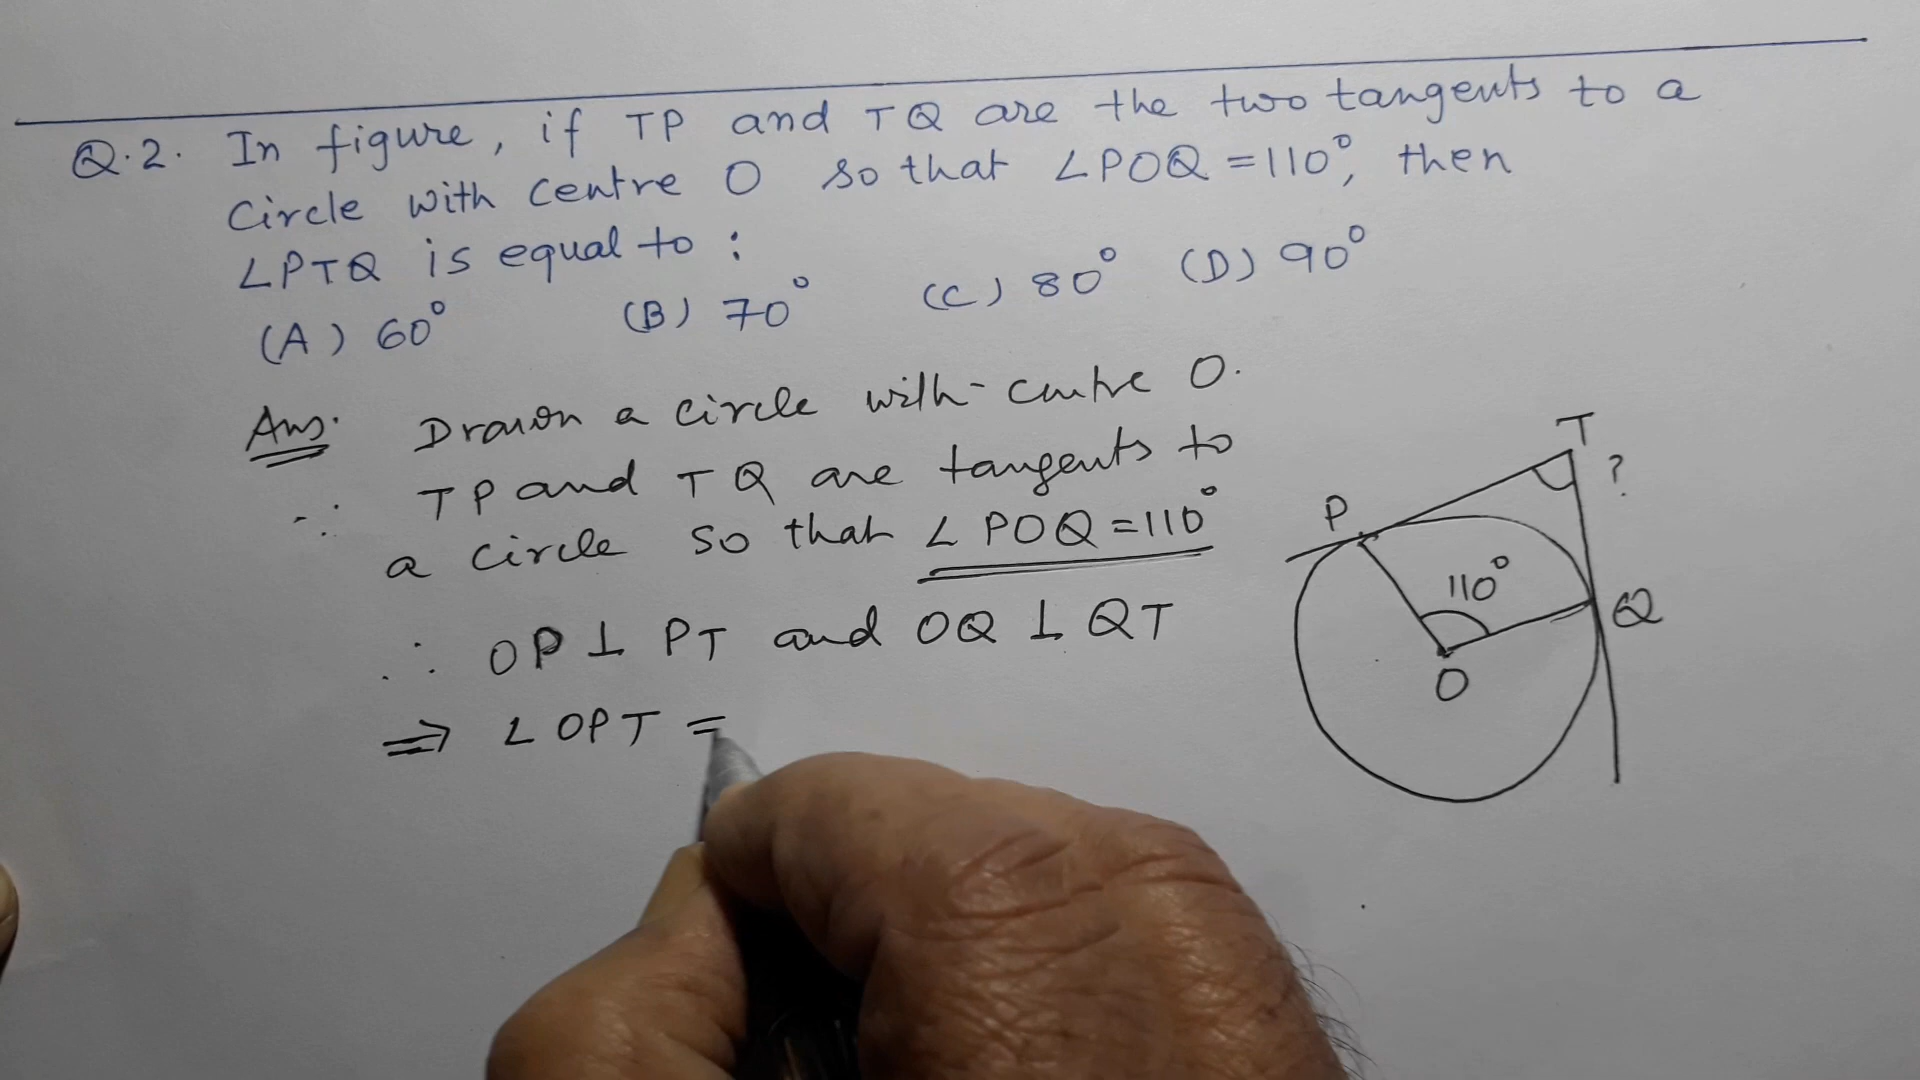 Q.2. In figure, if TP and TQ are the two tangents to a
Circle with centre O so that ∠POQ = 110°, then
∠PTQ is equal to :
(A) 60° (B) 70° (C) 80° (D) 90°
Ans. Drawn a circle with centre O.
∵ TP and TQ are tangents to
a circle so that ∠POQ = 110°
∴ OP ⊥ PT and OQ ⊥ QT
⇒ ∠OPT =
T
?
P
110°
Q
O